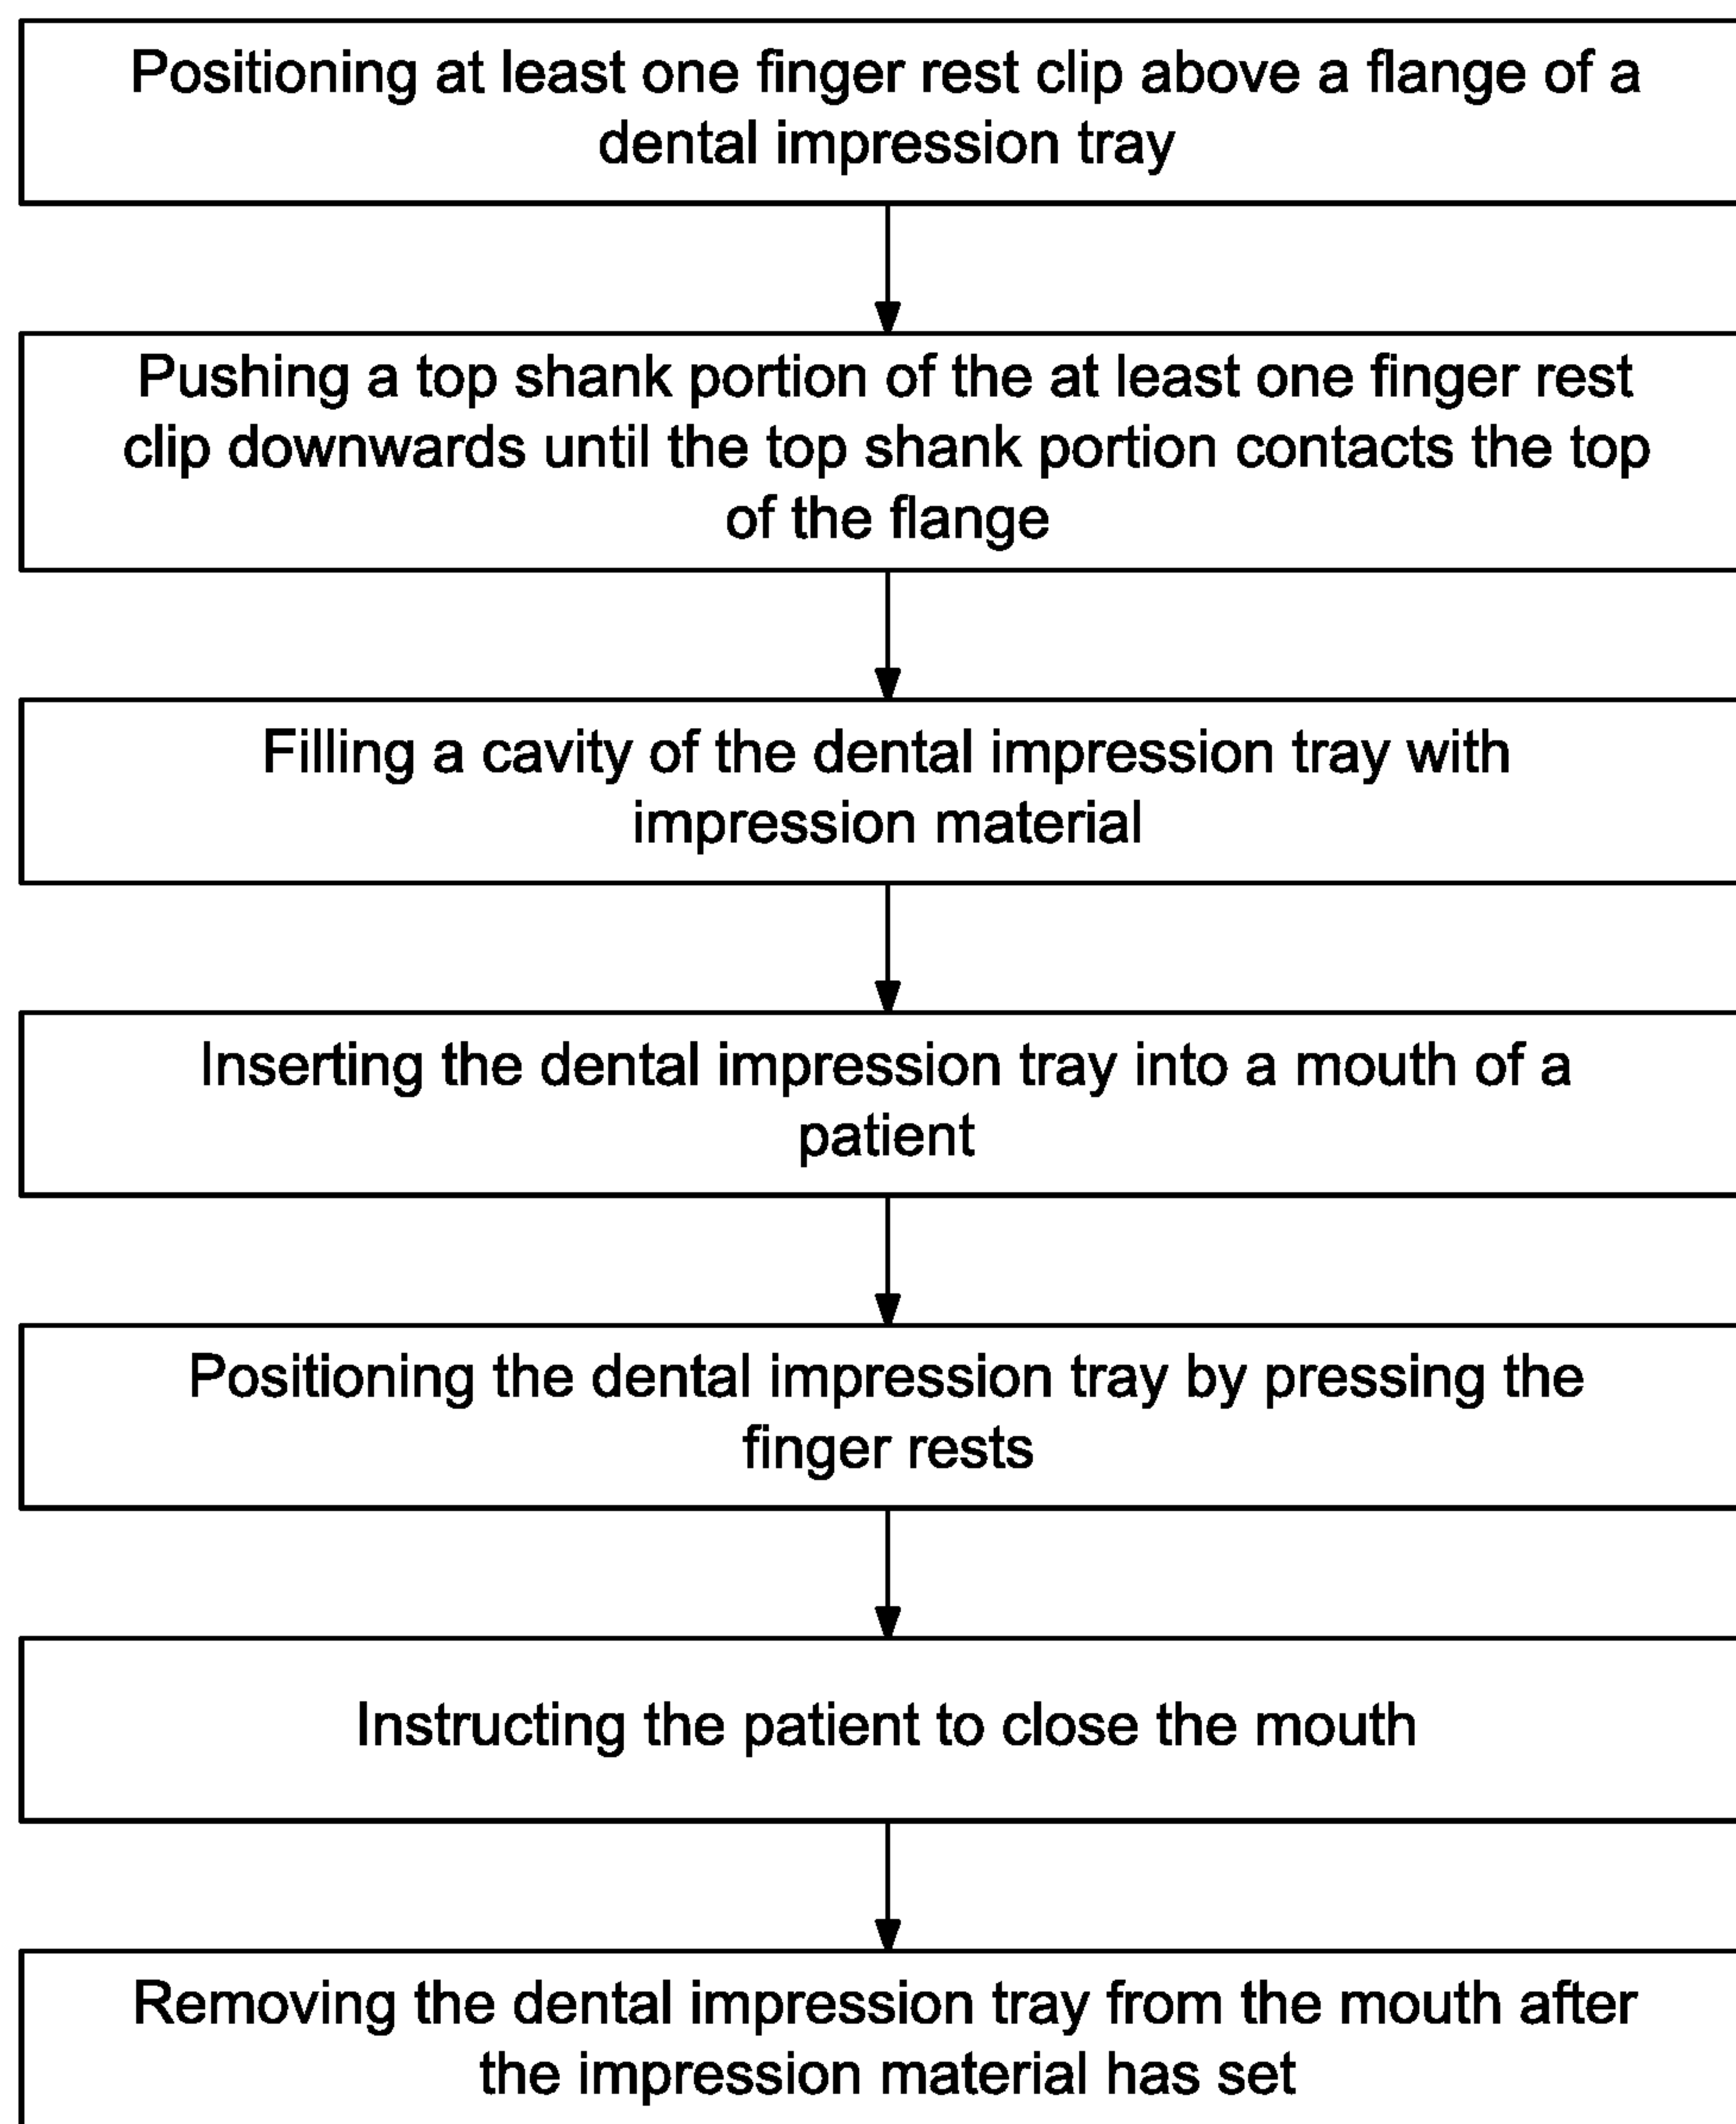 Positioning at least one finger rest clip above a flange of a
dental impression tray
Pushing a top shank portion of the at least one finger rest
clip downwards until the top shank portion contacts the top
of the flange
Filling a cavity of the dental impression tray with
impression material
Inserting the dental impression tray into a mouth of a
patient
Positioning the dental impression tray by pressing the
finger rests
Instructing the patient to close the mouth
Removing the dental impression tray from the mouth after
the impression material has set